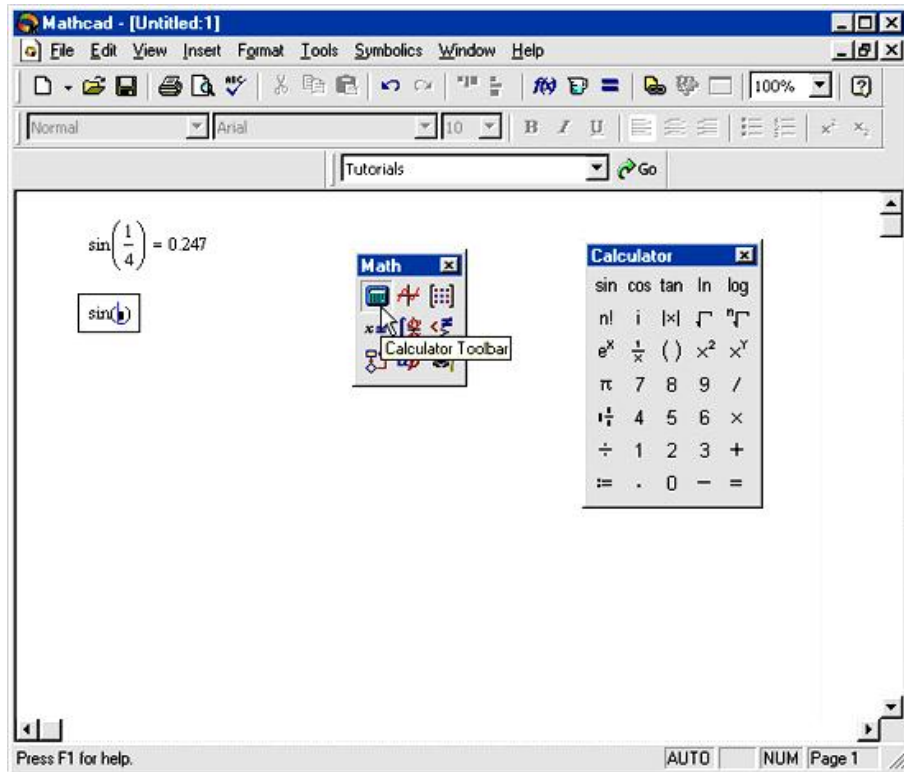 Mathcad - [Untitled:1]
File Edit View Insert Format Tools Symbolics Window Help
100%
Normal Arial 10 B I U
Tutorials Go
sin(1/4) = 0.247
sin(▪)
Math
Calculator Toolbar
Calculator
sin cos tan ln log
n! i |×| √ ⁿ√
eˣ 1/x ( ) ×² ×ʸ
π 7 8 9 /
4 5 6 ×
÷ 1 2 3 +
:= . 0 − =
Press F1 for help. AUTO NUM Page 1